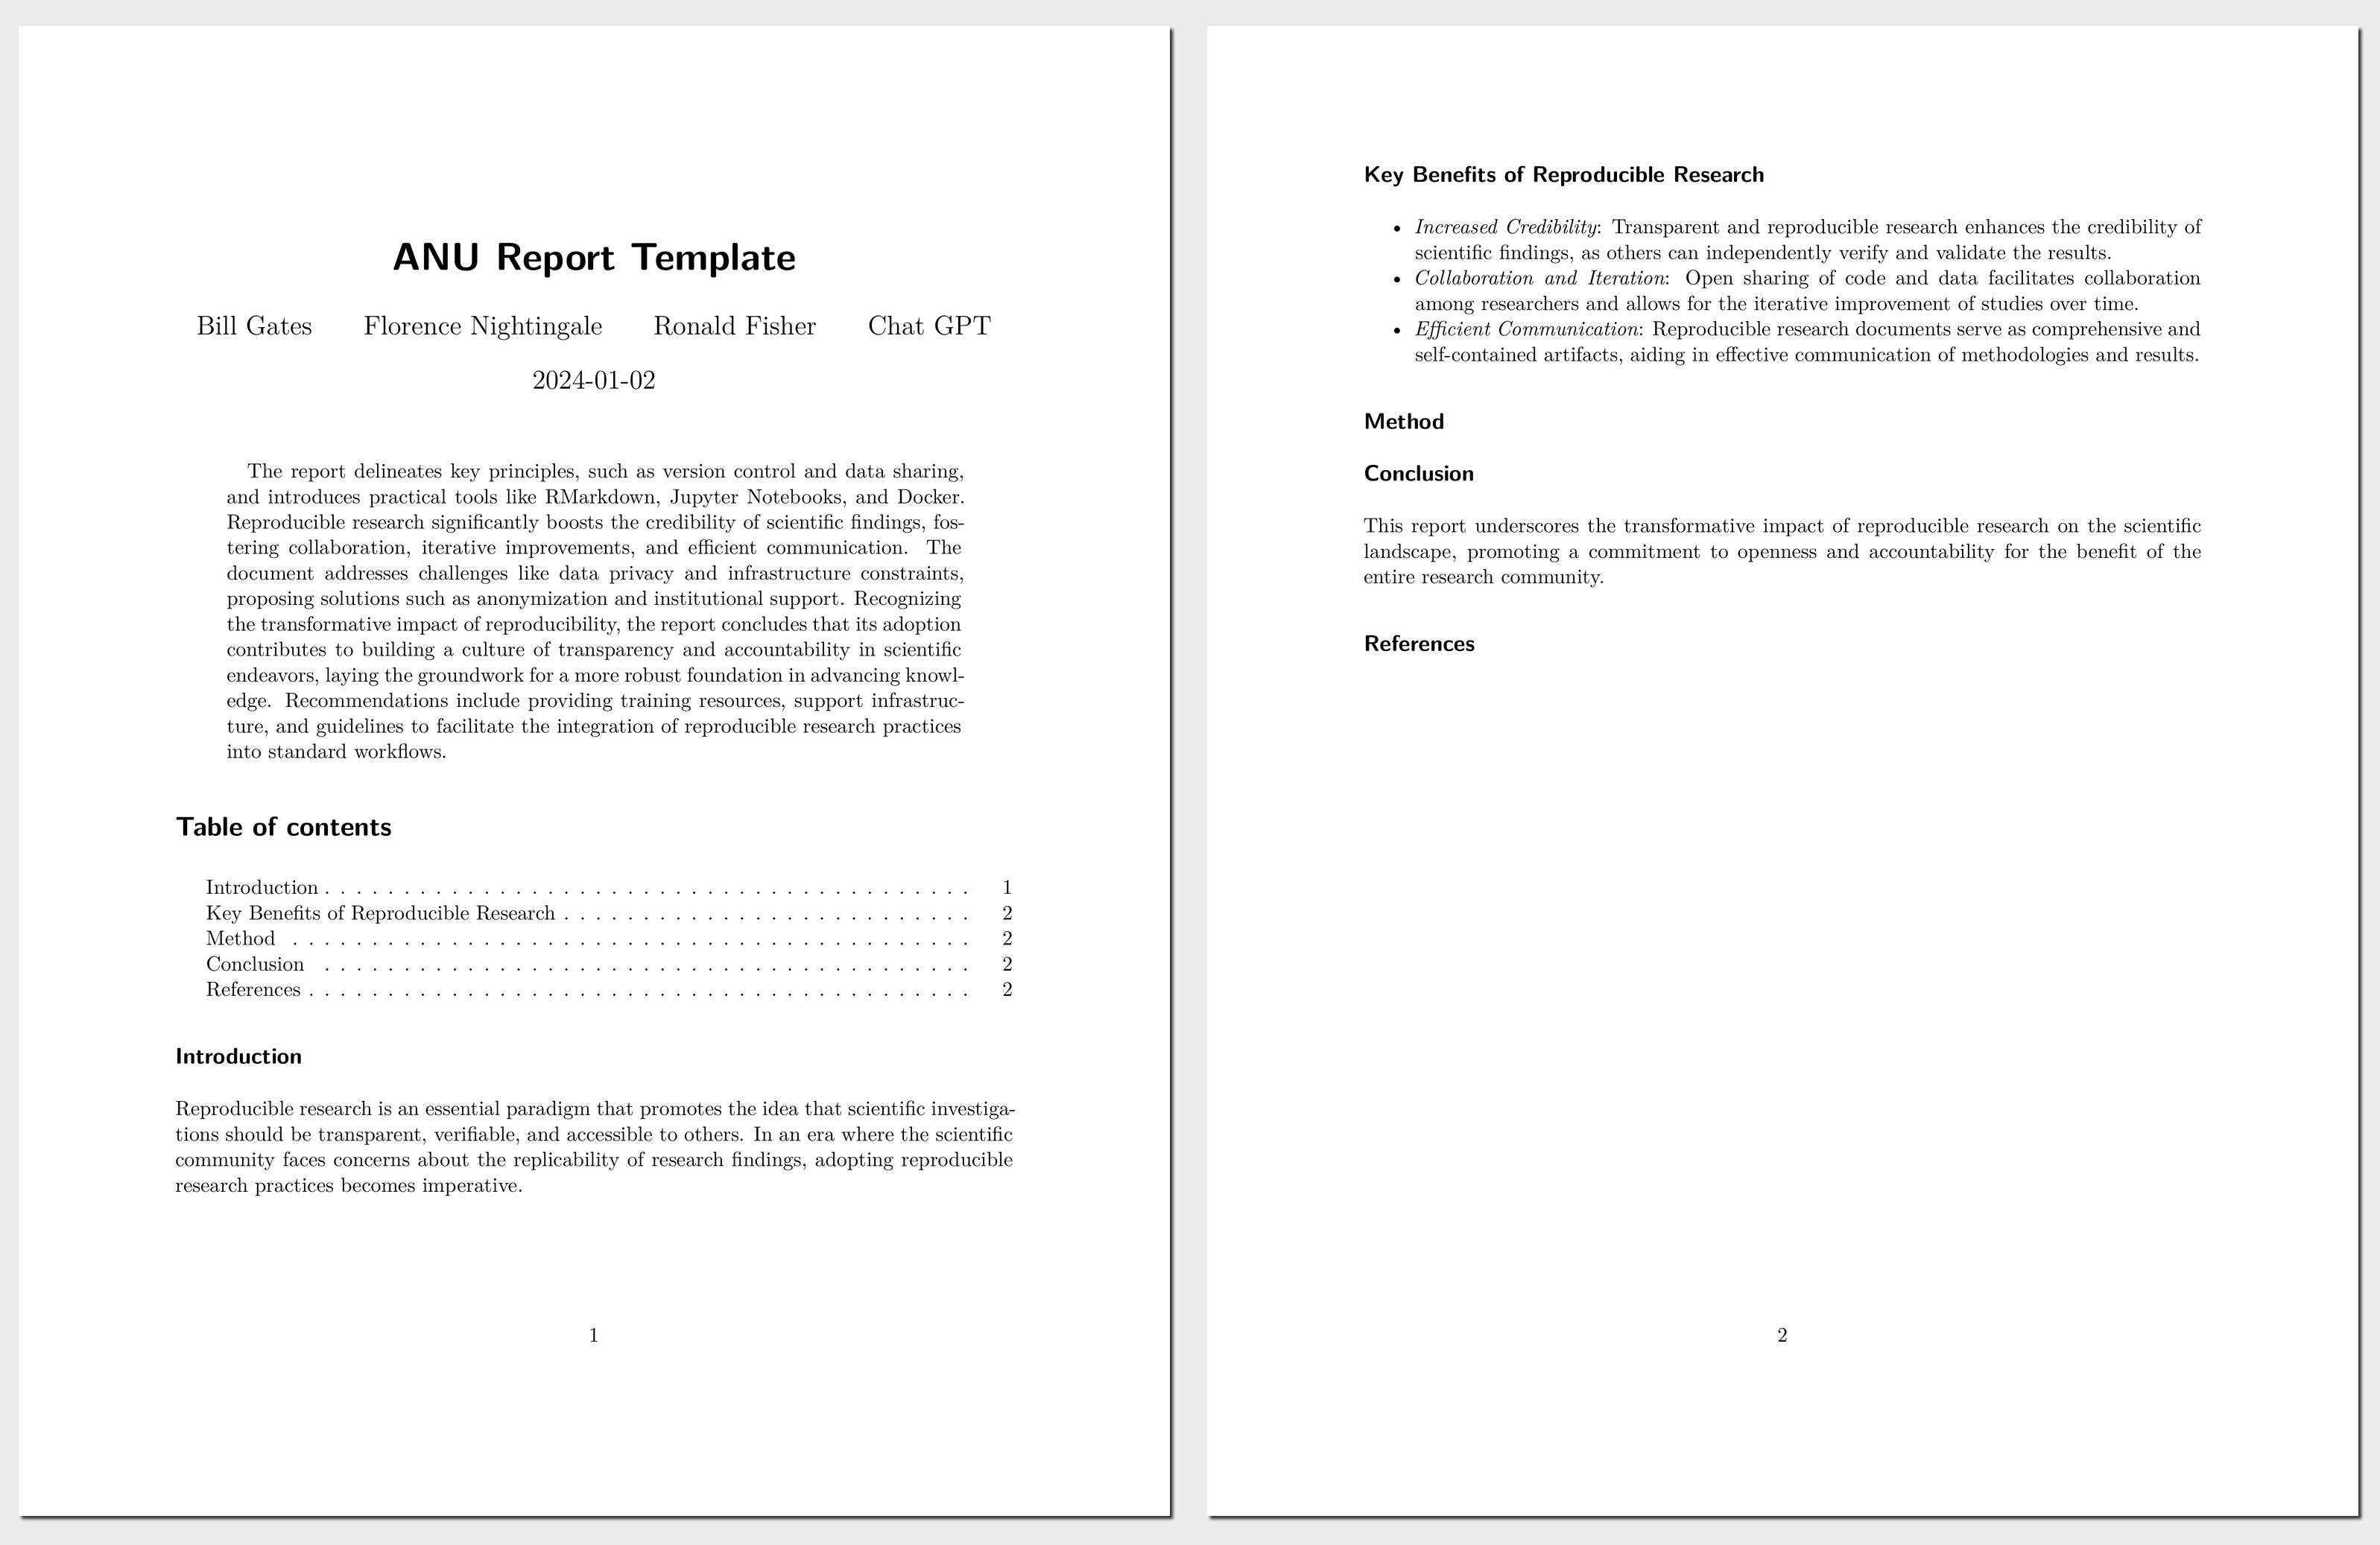 ANU Report Template
Bill Gates Florence Nightingale Ronald Fisher Chat GPT
2024-01-02
The report delineates key principles, such as version control and data sharing,
and introduces practical tools like RMarkdown, Jupyter Notebooks, and Docker.
Reproducible research significantly boosts the credibility of scientific findings, fos-
tering collaboration, iterative improvements, and efficient communication. The
document addresses challenges like data privacy and infrastructure constraints,
proposing solutions such as anonymization and institutional support. Recognizing
the transformative impact of reproducibility, the report concludes that its adoption
contributes to building a culture of transparency and accountability in scientific
endeavors, laying the groundwork for a more robust foundation in advancing knowl-
edge. Recommendations include providing training resources, support infrastruc-
ture, and guidelines to facilitate the integration of reproducible research practices
into standard workflows.
Table of contents
Introduction . . . . . . . . . . . . . . . . . . . . . . . . . . . . . . . . . . . . . . . . . 1
Key Benefits of Reproducible Research . . . . . . . . . . . . . . . . . . . . . . . . . . 2
Method . . . . . . . . . . . . . . . . . . . . . . . . . . . . . . . . . . . . . . . . . . . 2
Conclusion . . . . . . . . . . . . . . . . . . . . . . . . . . . . . . . . . . . . . . . . . 2
References . . . . . . . . . . . . . . . . . . . . . . . . . . . . . . . . . . . . . . . . . . 2
Introduction
Reproducible research is an essential paradigm that promotes the idea that scientific investiga-
tions should be transparent, verifiable, and accessible to others. In an era where the scientific
community faces concerns about the replicability of research findings, adopting reproducible
research practices becomes imperative.
1
Key Benefits of Reproducible Research
• Increased Credibility: Transparent and reproducible research enhances the credibility of
scientific findings, as others can independently verify and validate the results.
• Collaboration and Iteration: Open sharing of code and data facilitates collaboration
among researchers and allows for the iterative improvement of studies over time.
• Efficient Communication: Reproducible research documents serve as comprehensive and
self-contained artifacts, aiding in effective communication of methodologies and results.
Method
Conclusion
This report underscores the transformative impact of reproducible research on the scientific
landscape, promoting a commitment to openness and accountability for the benefit of the
entire research community.
References
2